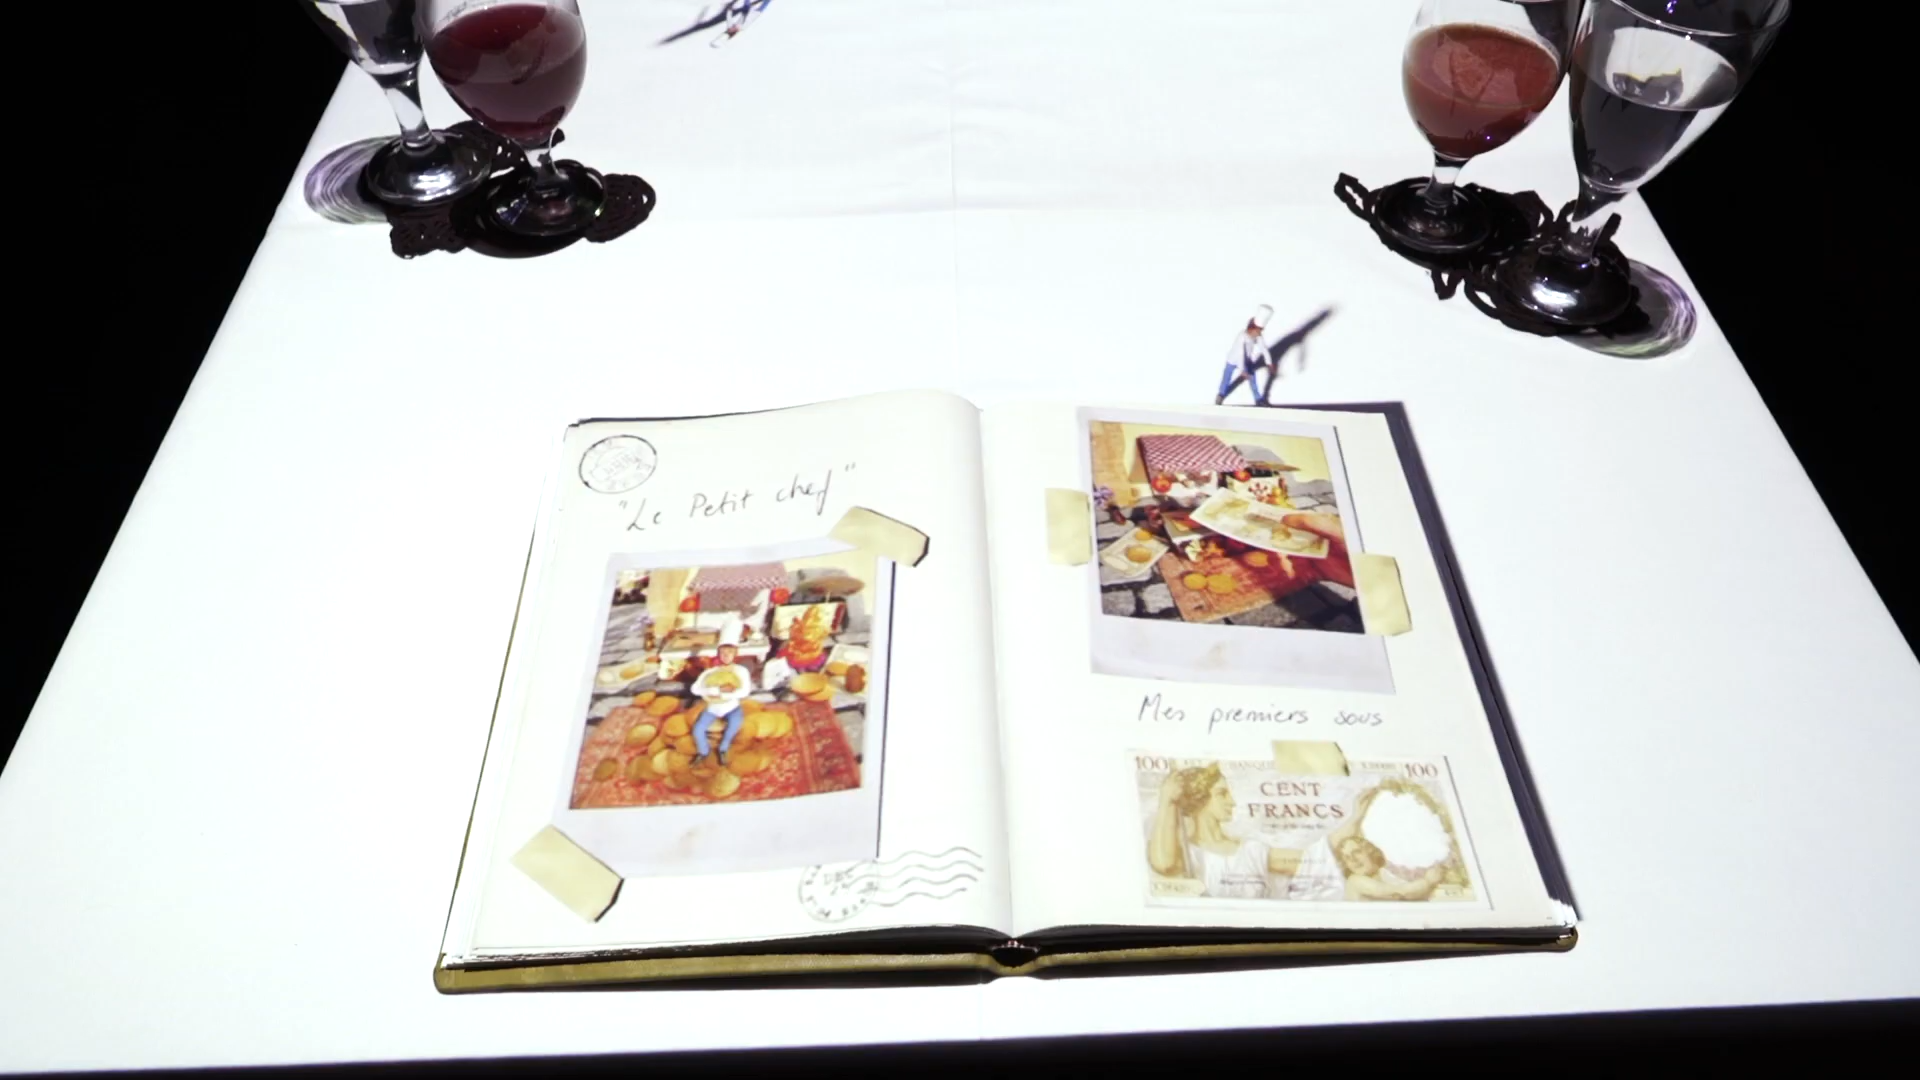 "Le Petit chef"
Mes premiers sous
100
100
CENT
FRANCS